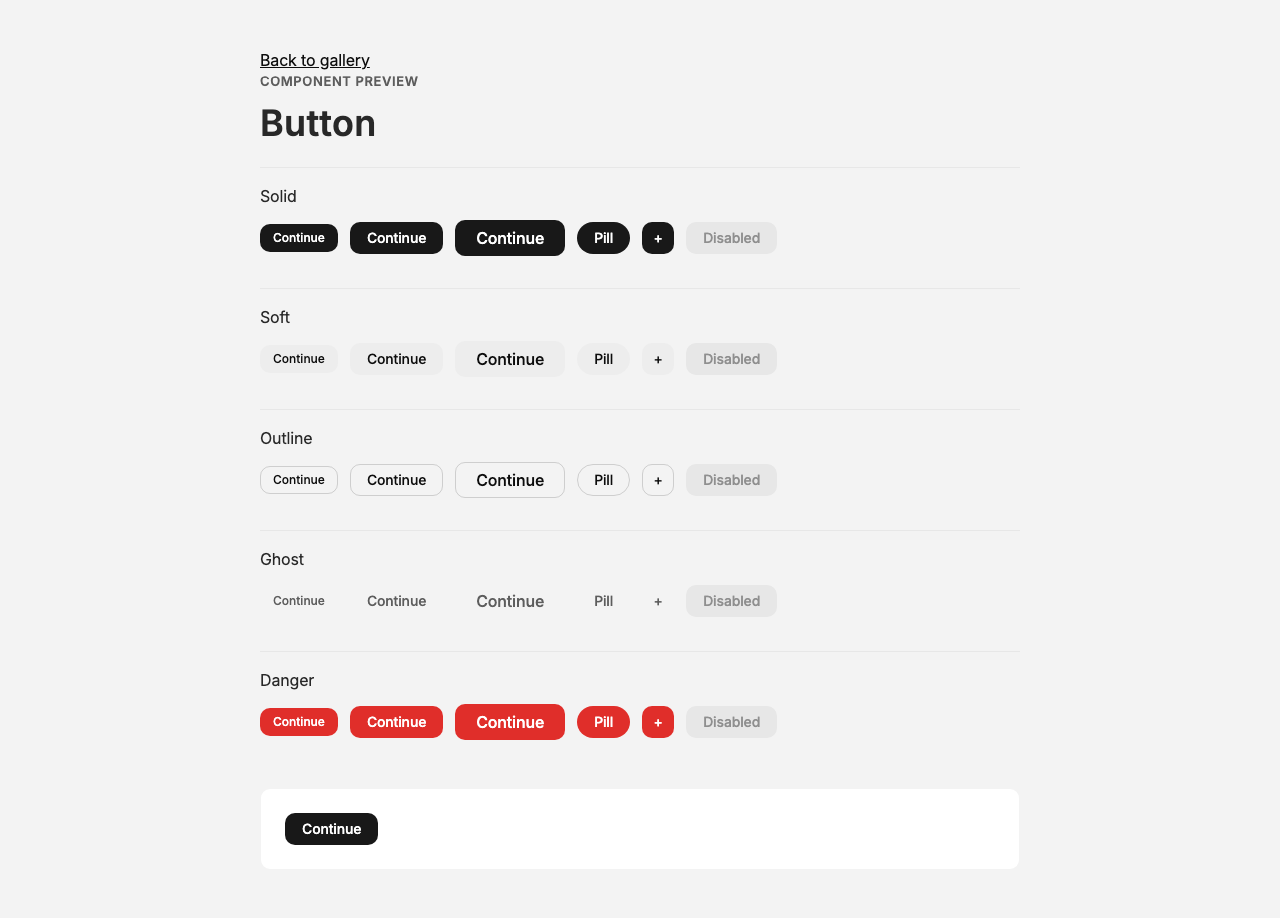 Back to gallery
COMPONENT PREVIEW
Button
Solid
Continue Continue Continue Pill + Disabled
Soft
Continue Continue Continue Pill + Disabled
Outline
Continue Continue Continue Pill + Disabled
Ghost
Continue Continue Continue Pill + Disabled
Danger
Continue Continue Continue Pill + Disabled
Continue